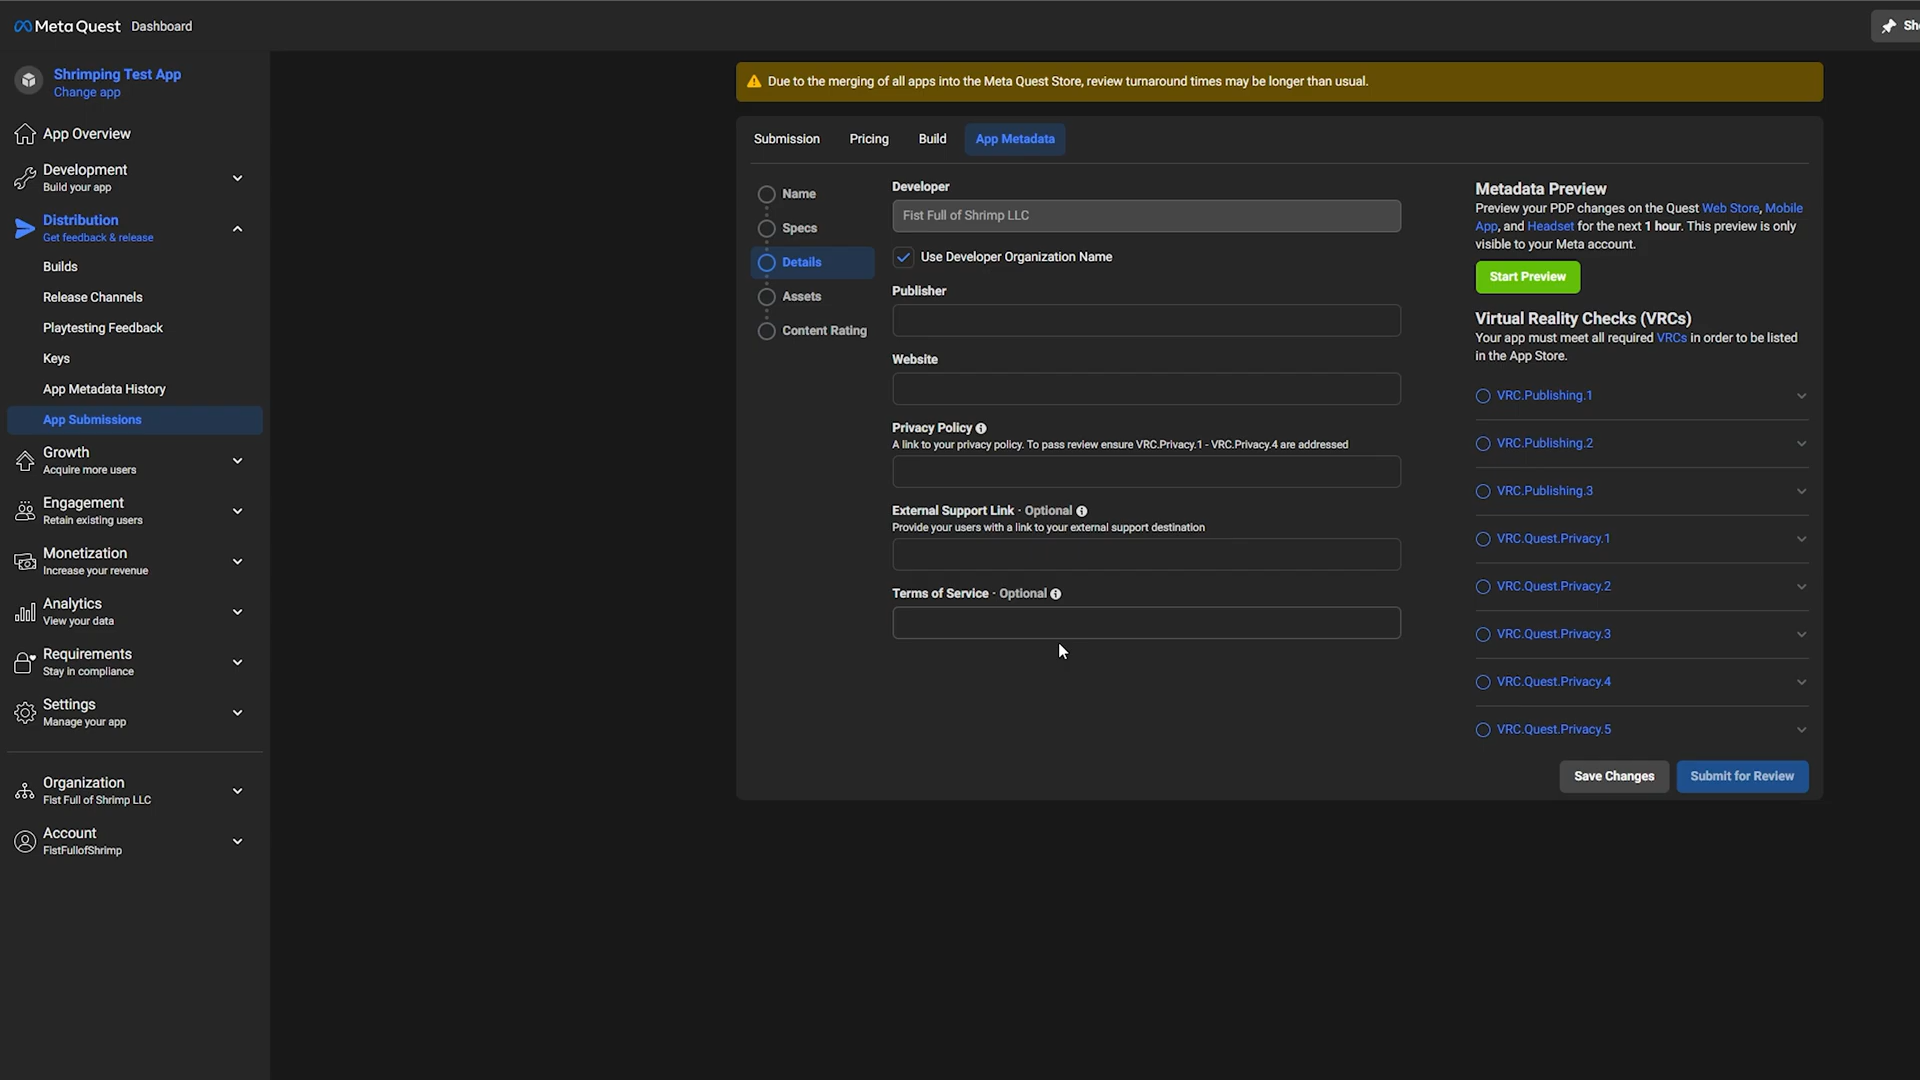 Meta Quest Dashboard
Shrimping Test App
Change app
App Overview
Development
Build your app
Distribution
Get feedback & release
Builds
Release Channels
Playtesting Feedback
Keys
App Metadata History
App Submissions
Growth
Acquire more users
Engagement
Retain existing users
Monetization
Increase your revenue
Analytics
View your data
Requirements
Stay in compliance
Settings
Manage your app
Organization
Fist Full of Shrimp LLC
Account
FistFullofShrimp
Due to the merging of all apps into the Meta Quest Store, review turnaround times may be longer than usual.
Submission Pricing Build App Metadata
Name
Specs
Details
Assets
Content Rating
Developer
Fist Full of Shrimp LLC
Use Developer Organization Name
Publisher
Website
Privacy Policy
A link to your privacy policy. To pass review ensure VRC.Privacy.1 - VRC.Privacy.4 are addressed
External Support Link · Optional
Provide your users with a link to your external support destination
Terms of Service · Optional
Metadata Preview
Preview your PDP changes on the Quest Web Store, Mobile
App, and Headset for the next 1 hour. This preview is only
visible to your Meta account.
Start Preview
Virtual Reality Checks (VRCs)
Your app must meet all required VRCs in order to be listed
in the App Store.
VRC.Publishing.1
VRC.Publishing.2
VRC.Publishing.3
VRC.Quest.Privacy.1
VRC.Quest.Privacy.2
VRC.Quest.Privacy.3
VRC.Quest.Privacy.4
VRC.Quest.Privacy.5
Save Changes Submit for Review